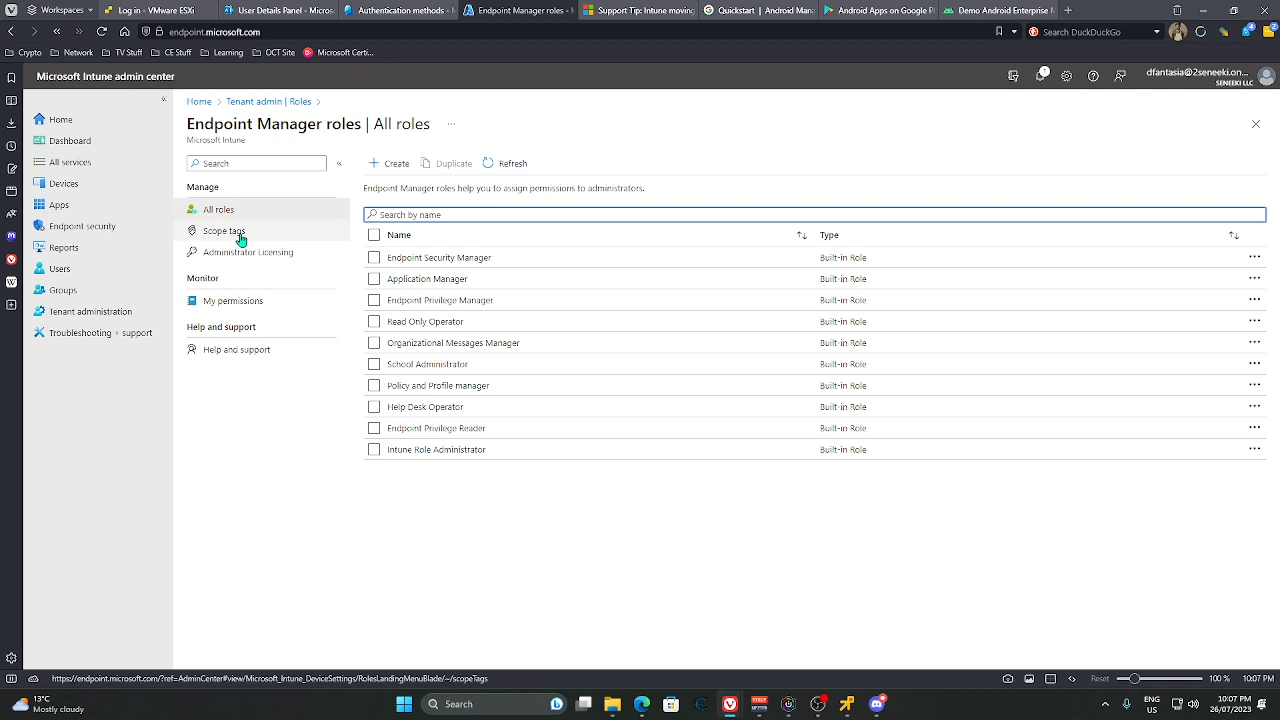 Workspaces
Log in - VMware ESXi
User Details Panel - Microso
Authentication methods -
Endpoint Manager roles -
Support Tip: Intune moving
Quickstart | Android Man
Android Apps on Google P
Demo Android Enterprise
endpoint.microsoft.com
Search DuckDuckGo
Crypto
Network
TV Stuff
CE Stuff
Learning
OCT Site
Microsoft Certi...
Microsoft Intune admin center
1
dfantasia@2seneeki.on...
SENEEKI LLC
Home
Dashboard
All services
Devices
Apps
Endpoint security
Reports
Users
Groups
Tenant administration
Troubleshooting + support
Home > Tenant admin | Roles >
Endpoint Manager roles | All roles ...
Microsoft Intune
Search
Manage
All roles
Scope tags
Administrator Licensing
Monitor
My permissions
Help and support
Help and support
Create
Duplicate
Refresh
Endpoint Manager roles help you to assign permissions to administrators.
Search by name
Name Type
Endpoint Security Manager Built-in Role
Application Manager Built-in Role
Endpoint Privilege Manager Built-in Role
Read Only Operator Built-in Role
Organizational Messages Manager Built-in Role
School Administrator Built-in Role
Policy and Profile manager Built-in Role
Help Desk Operator Built-in Role
Endpoint Privilege Reader Built-in Role
Intune Role Administrator Built-in Role
https://endpoint.microsoft.com/?ref=AdminCenter#view/Microsoft_Intune_DeviceSettings/RolesLandingMenuBlade/~/scopeTags
Reset
100 %
10:07 PM
13°C
Mostly cloudy
Search
ENG
US
10:07 PM
26/07/2023